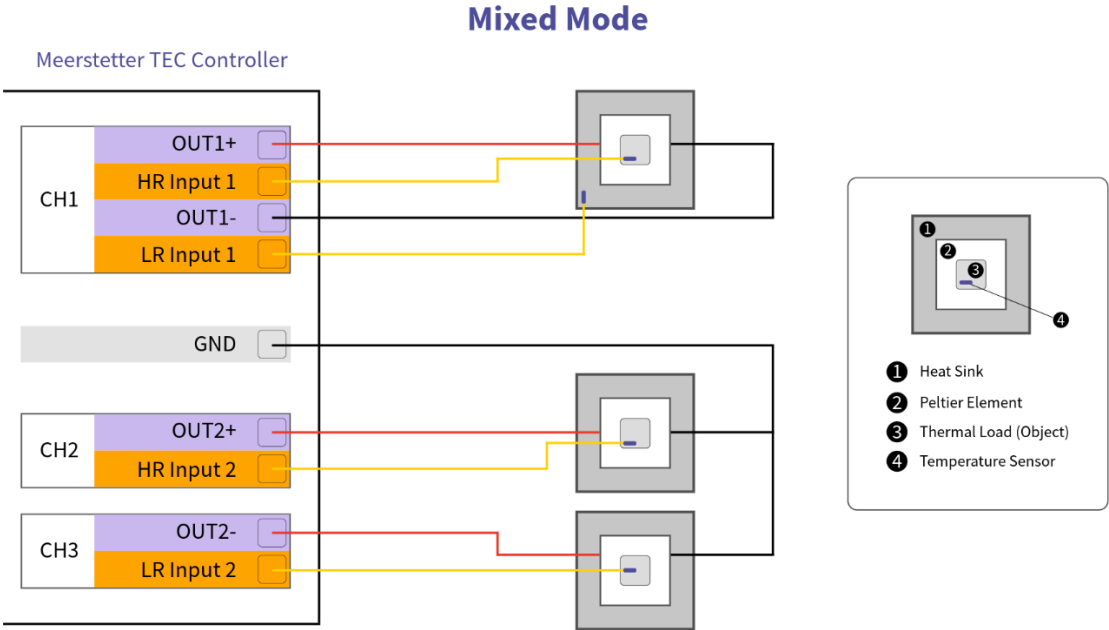 Mixed Mode
Meerstetter TEC Controller
CH1
OUT1+
HR Input 1
OUT1-
LR Input 1
GND
CH2
OUT2+
HR Input 2
CH3
OUT2-
LR Input 2
1
2
3
4
1 Heat Sink
2 Peltier Element
3 Thermal Load (Object)
4 Temperature Sensor